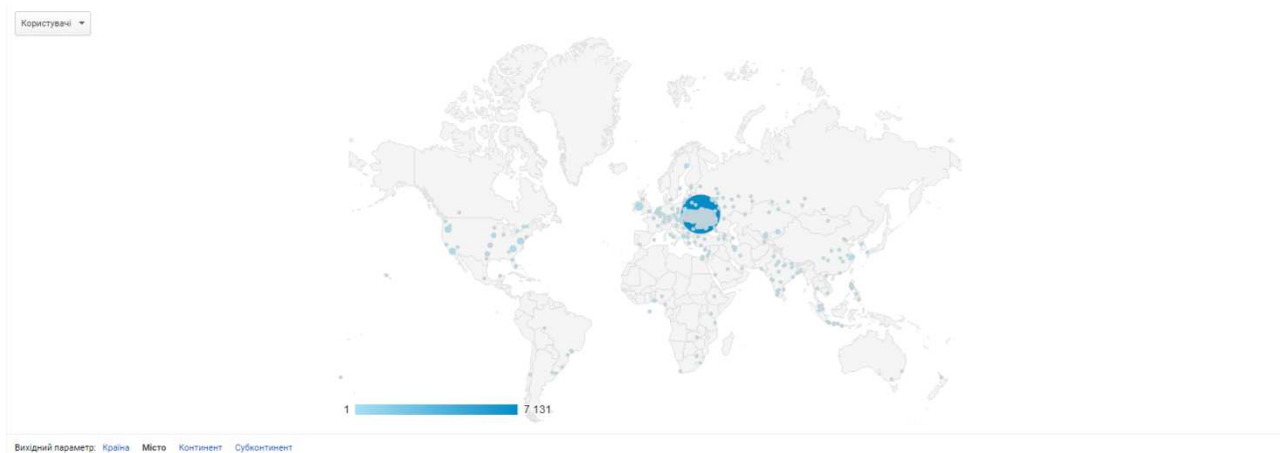 Користувачі
1 7 131
Вихідний параметр: Країна Місто Континент Субконтинент